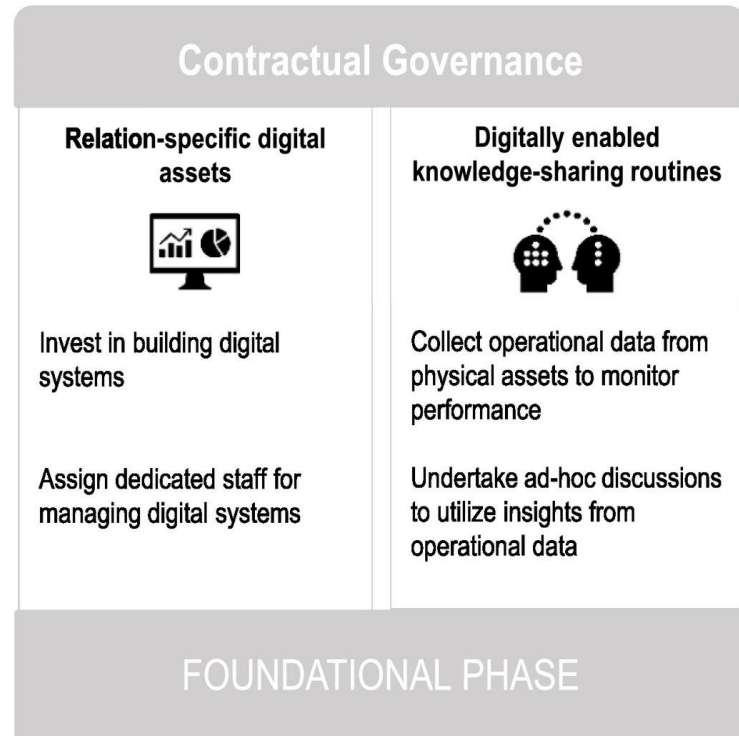 Contractual Governance
Relation-specific digital
assets
Invest in building digital
systems
Assign dedicated staff for
managing digital systems
Digitally enabled
knowledge-sharing routines
Collect operational data from
physical assets to monitor
performance
Undertake ad-hoc discussions
to utilize insights from
operational data
FOUNDATIONAL PHASE